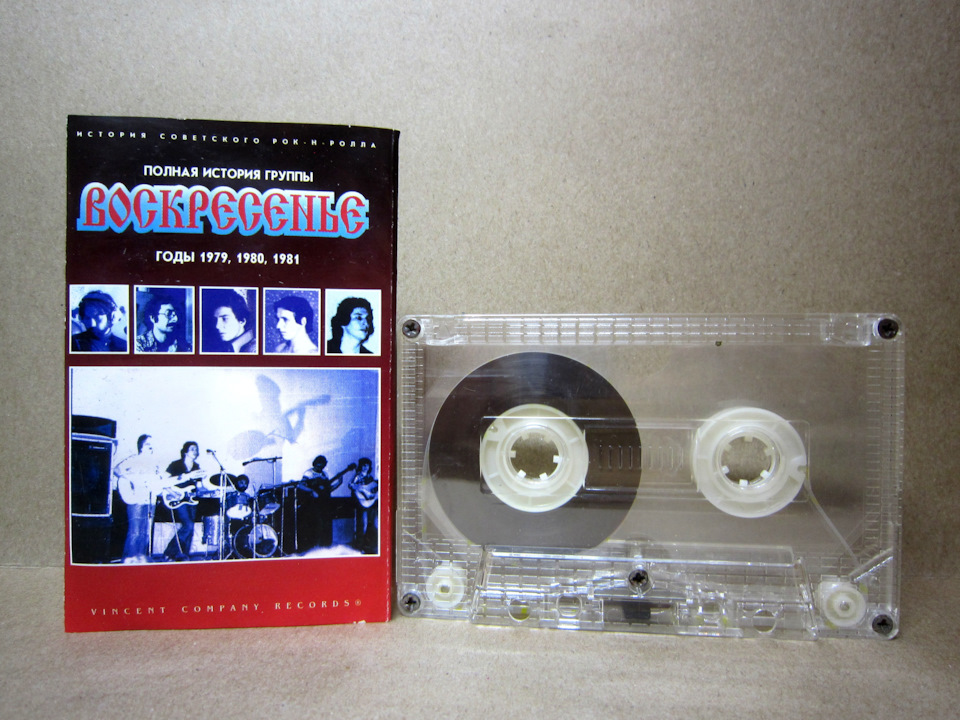 ИСТОРИЯ СОВЕТСКОГО РОК-Н-РОЛЛА
ПОЛНАЯ ИСТОРИЯ ГРУППЫ
ВОСКРЕСЕНЬЕ
ГОДЫ 1979, 1980, 1981
VINCENT COMPANY RECORDS®